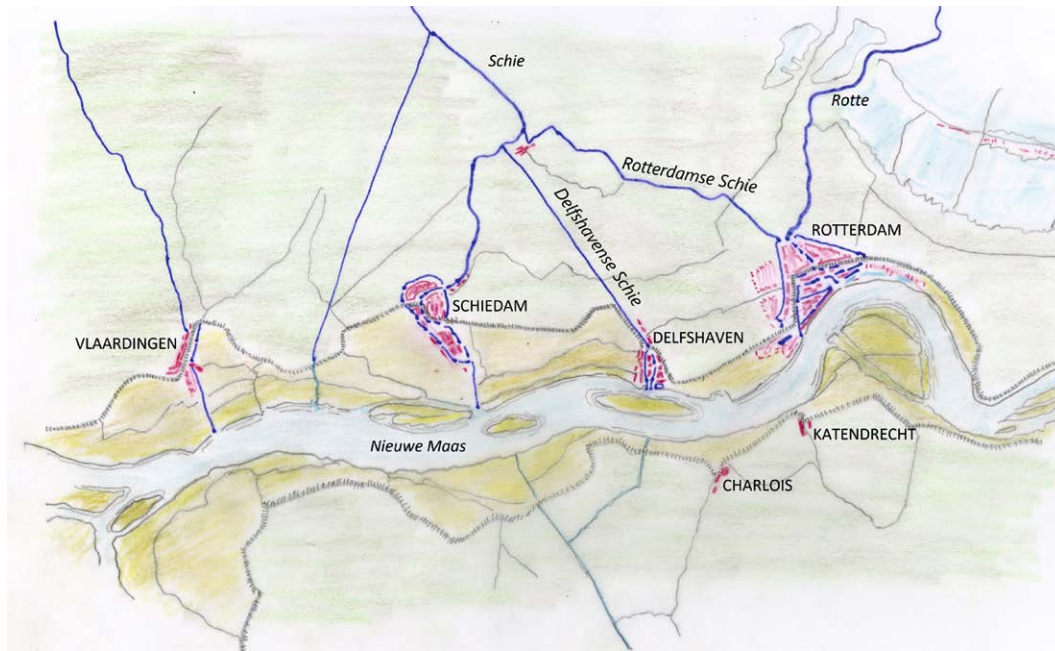 Schie
Rotte
Rotterdamse Schie
Delfshavense Schie
ROTTERDAM
SCHIEDAM
VLAARDINGEN
DELFSHAVEN
Nieuwe Maas
KATENDRECHT
CHARLOIS